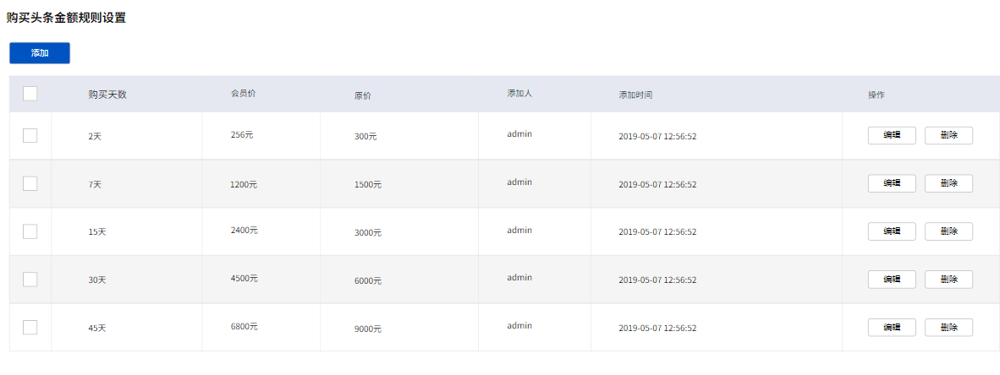 购买头条金额规则设置
添加
购买天数 会员价 原价 添加人 添加时间 操作
2天 256元 300元 admin 2019-05-07 12:56:52 编辑 删除
7天 1200元 1500元 admin 2019-05-07 12:56:52 编辑 删除
15天 2400元 3000元 admin 2019-05-07 12:56:52 编辑 删除
30天 4500元 6000元 admin 2019-05-07 12:56:52 编辑 删除
45天 6800元 9000元 admin 2019-05-07 12:56:52 编辑 删除